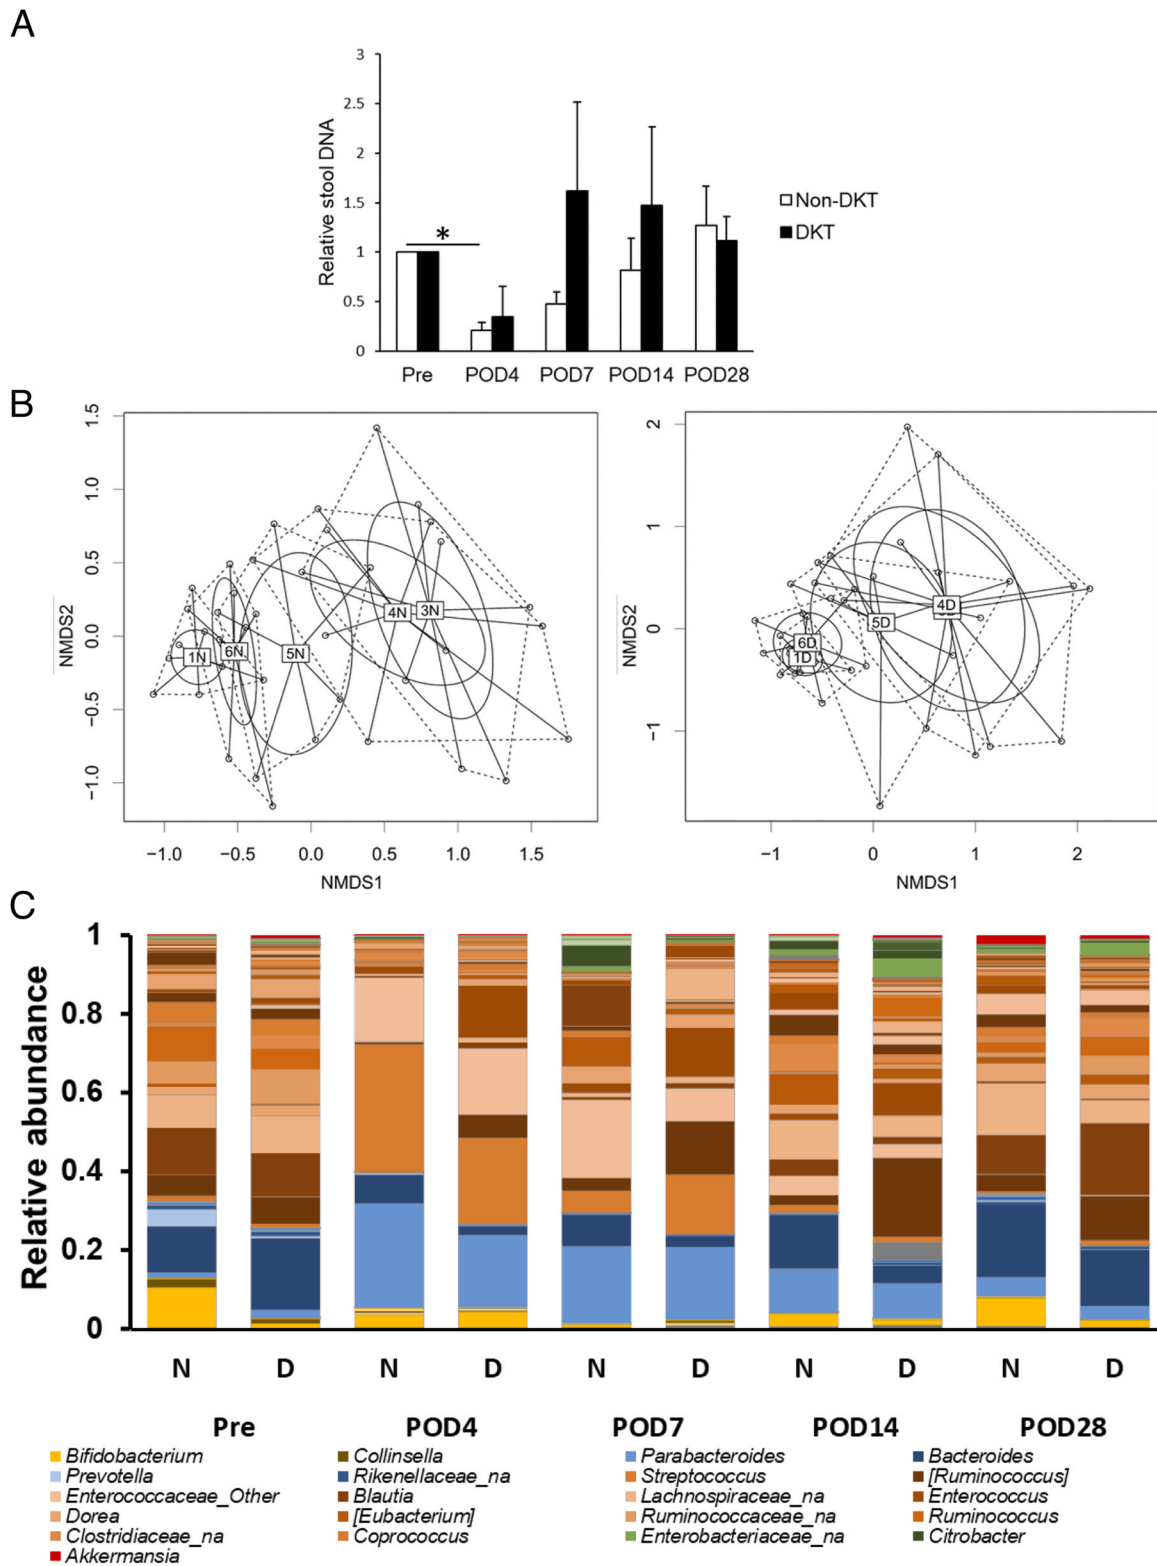 A
3
2.5
2
1.5
1
0.5
0
Relative stool DNA
*
Non-DKT
DKT
Pre POD4 POD7 POD14 POD28
B
1.5
1.0
0.5
0.0
−0.5
−1.0
NMDS2
1N 6N 5N 4N 3N
−1.0 −0.5 0.0 0.5 1.0 1.5
NMDS1
2
1
0
−1
NMDS2
4D
5D
6D
1D
−1 0 1 2
NMDS1
C
1
0.8
0.6
0.4
0.2
0
Relative abundance
N D N D N D N D N D
Pre POD4 POD7 POD14 POD28
Bifidobacterium Collinsella Parabacteroides Bacteroides
Prevotella Rikenellaceae_na Streptococcus [Ruminococcus]
Enterococcaceae_Other Blautia Lachnospiraceae_na Enterococcus
Dorea [Eubacterium] Ruminococcaceae_na Ruminococcus
Clostridiaceae_na Coprococcus Enterobacteriaceae_na Citrobacter
Akkermansia